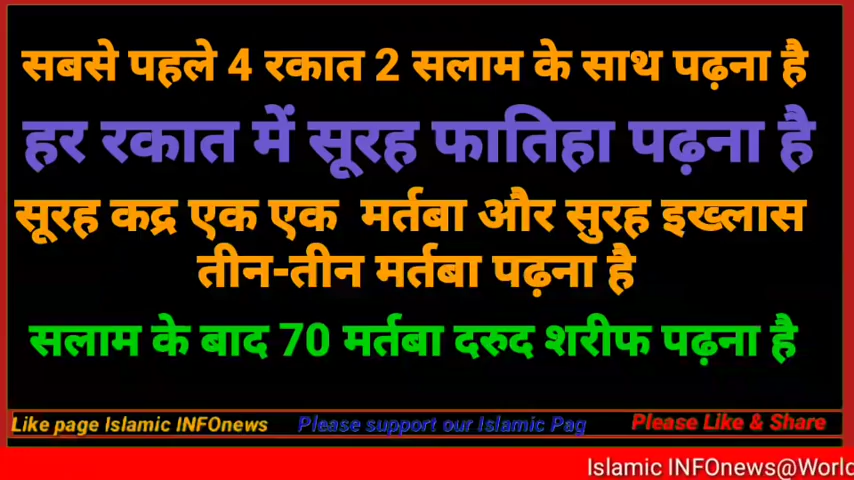 सबसे पहले 4 रकात 2 सलाम के साथ पढ़ना है
हर रकात में सूरह फातिहा पढ़ना है
सूरह कद्र एक एक मर्तबा और सुरह इख्लास
तीन-तीन मर्तबा पढ़ना है
सलाम के बाद 70 मर्तबा दरुद शरीफ पढ़ना है
Like page Islamic INFOnews Please support our Islamic Pag Please Like & Share
Islamic INFOnews@World